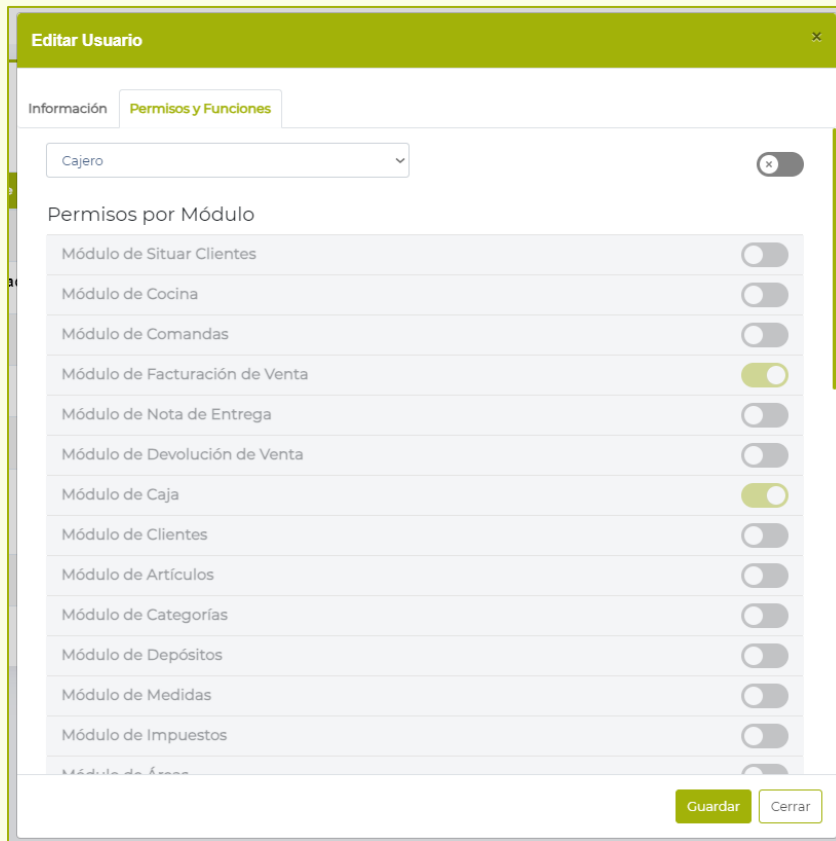 Editar Usuario
×
Información Permisos y Funciones
Cajero
Permisos por Módulo
Módulo de Situar Clientes
Módulo de Cocina
Módulo de Comandas
Módulo de Facturación de Venta
Módulo de Nota de Entrega
Módulo de Devolución de Venta
Módulo de Caja
Módulo de Clientes
Módulo de Artículos
Módulo de Categorías
Módulo de Depósitos
Módulo de Medidas
Módulo de Impuestos
Módulo de Áreas
Guardar Cerrar